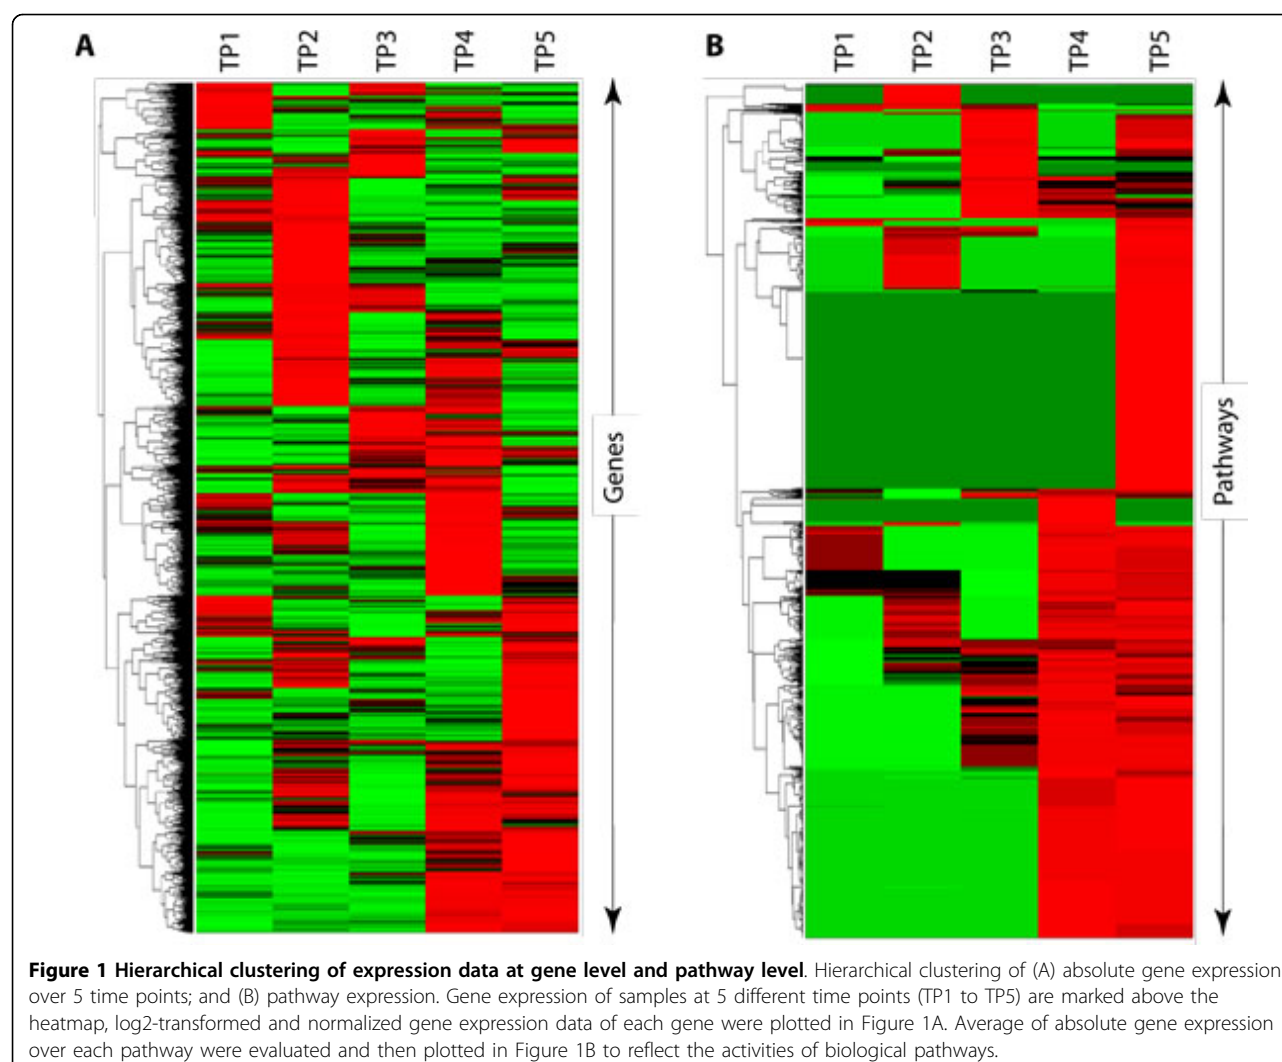 A
TP1
TP2
TP3
TP4
TP5
Genes
B
TP1
TP2
TP3
TP4
TP5
Pathways
Figure 1 Hierarchical clustering of expression data at gene level and pathway level. Hierarchical clustering of (A) absolute gene expression
over 5 time points; and (B) pathway expression. Gene expression of samples at 5 different time points (TP1 to TP5) are marked above the
heatmap, log2-transformed and normalized gene expression data of each gene were plotted in Figure 1A. Average of absolute gene expression
over each pathway were evaluated and then plotted in Figure 1B to reflect the activities of biological pathways.